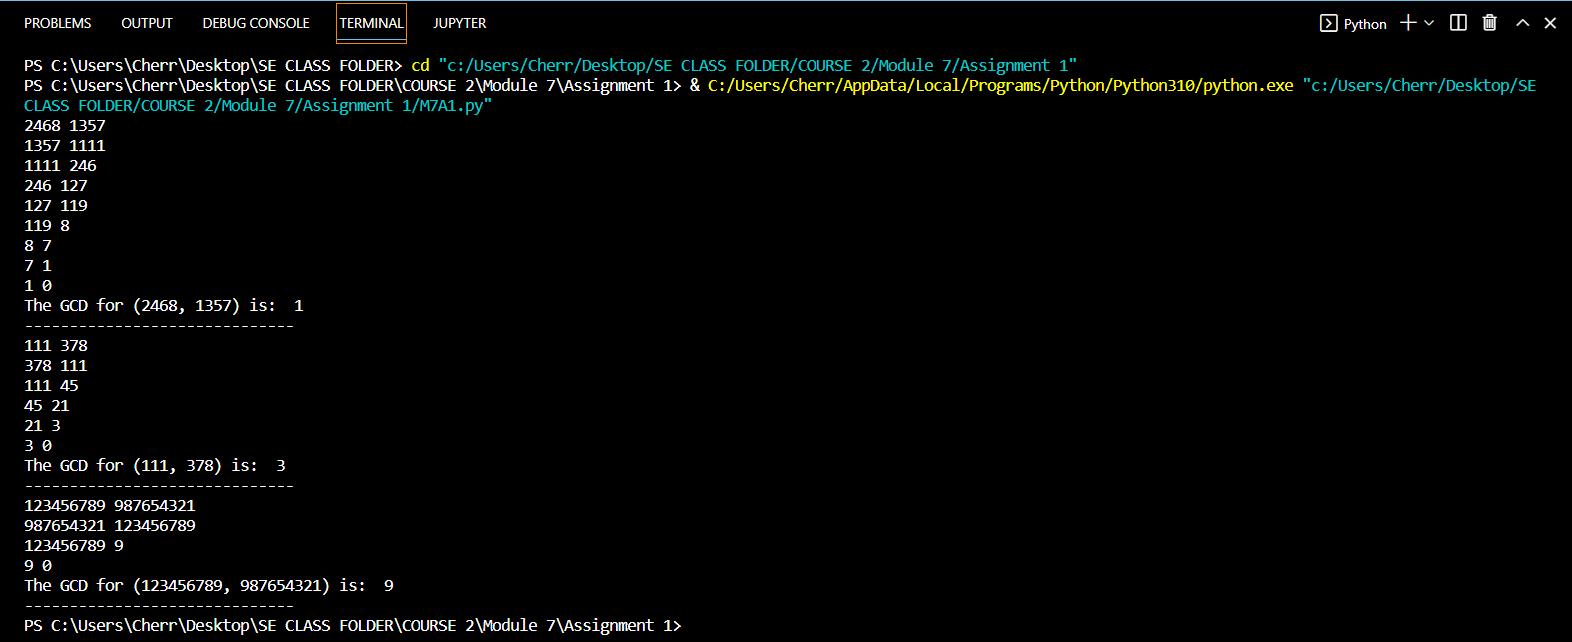 PROBLEMS OUTPUT DEBUG CONSOLE TERMINAL JUPYTER Python
PS C:\Users\Cherr\Desktop\SE CLASS FOLDER> cd "c:/Users/Cherr/Desktop/SE CLASS FOLDER/COURSE 2/Module 7/Assignment 1"
PS C:\Users\Cherr\Desktop\SE CLASS FOLDER\COURSE 2\Module 7\Assignment 1> & C:/Users/Cherr/AppData/Local/Programs/Python/Python310/python.exe "c:/Users/Cherr/Desktop/SE
CLASS FOLDER/COURSE 2/Module 7/Assignment 1/M7A1.py"
2468 1357
1357 1111
1111 246
246 127
127 119
119 8
8 7
7 1
1 0
The GCD for (2468, 1357) is:  1
------------------------------
111 378
378 111
111 45
45 21
21 3
3 0
The GCD for (111, 378) is:  3
------------------------------
123456789 987654321
987654321 123456789
123456789 9
9 0
The GCD for (123456789, 987654321) is:  9
------------------------------
PS C:\Users\Cherr\Desktop\SE CLASS FOLDER\COURSE 2\Module 7\Assignment 1>